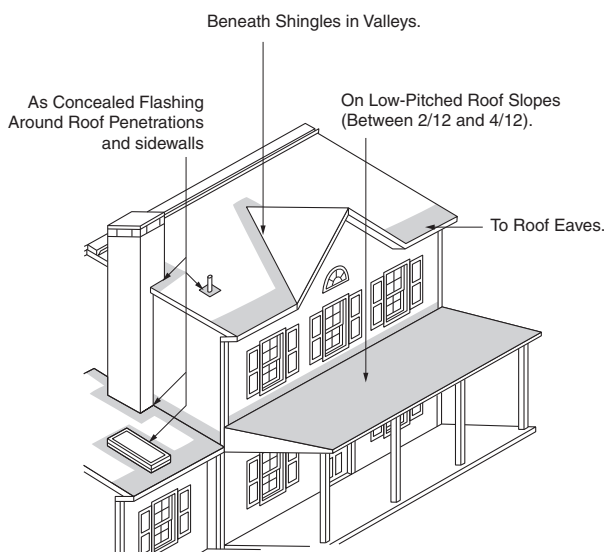 Beneath Shingles in Valleys.
As Concealed Flashing
Around Roof Penetrations
and sidewalls
On Low-Pitched Roof Slopes
(Between 2/12 and 4/12).
To Roof Eaves.